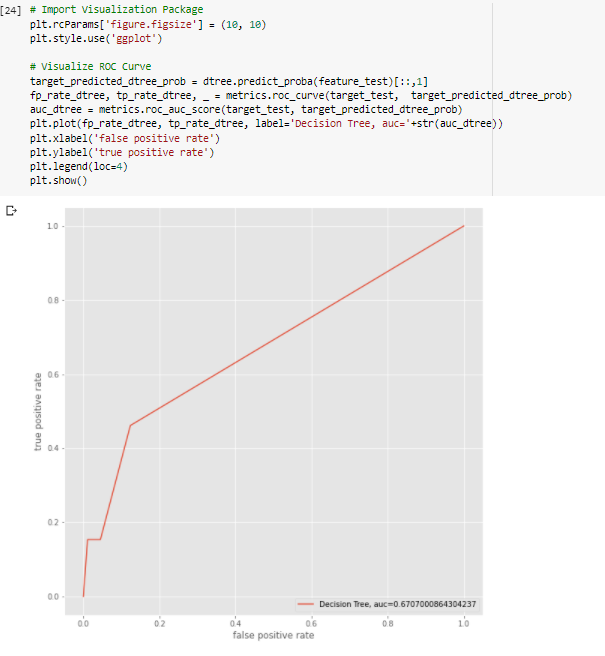 [24] # Import Visualization Package
plt.rcParams['figure.figsize'] = (10, 10)
plt.style.use('ggplot')
# Visualize ROC Curve
target_predicted_dtree_prob = dtree.predict_proba(feature_test)[::,1]
fp_rate_dtree, tp_rate_dtree, _ = metrics.roc_curve(target_test,  target_predicted_dtree_prob)
auc_dtree = metrics.roc_auc_score(target_test, target_predicted_dtree_prob)
plt.plot(fp_rate_dtree, tp_rate_dtree, label='Decision Tree, auc='+str(auc_dtree))
plt.xlabel('false positive rate')
plt.ylabel('true positive rate')
plt.legend(loc=4)
plt.show()
1.0
0.8
0.6
0.4
0.2
0.0
true positive rate
Decision Tree, auc=0.6707000864304237
0.0 0.2 0.4 0.6 0.8 1.0
false positive rate